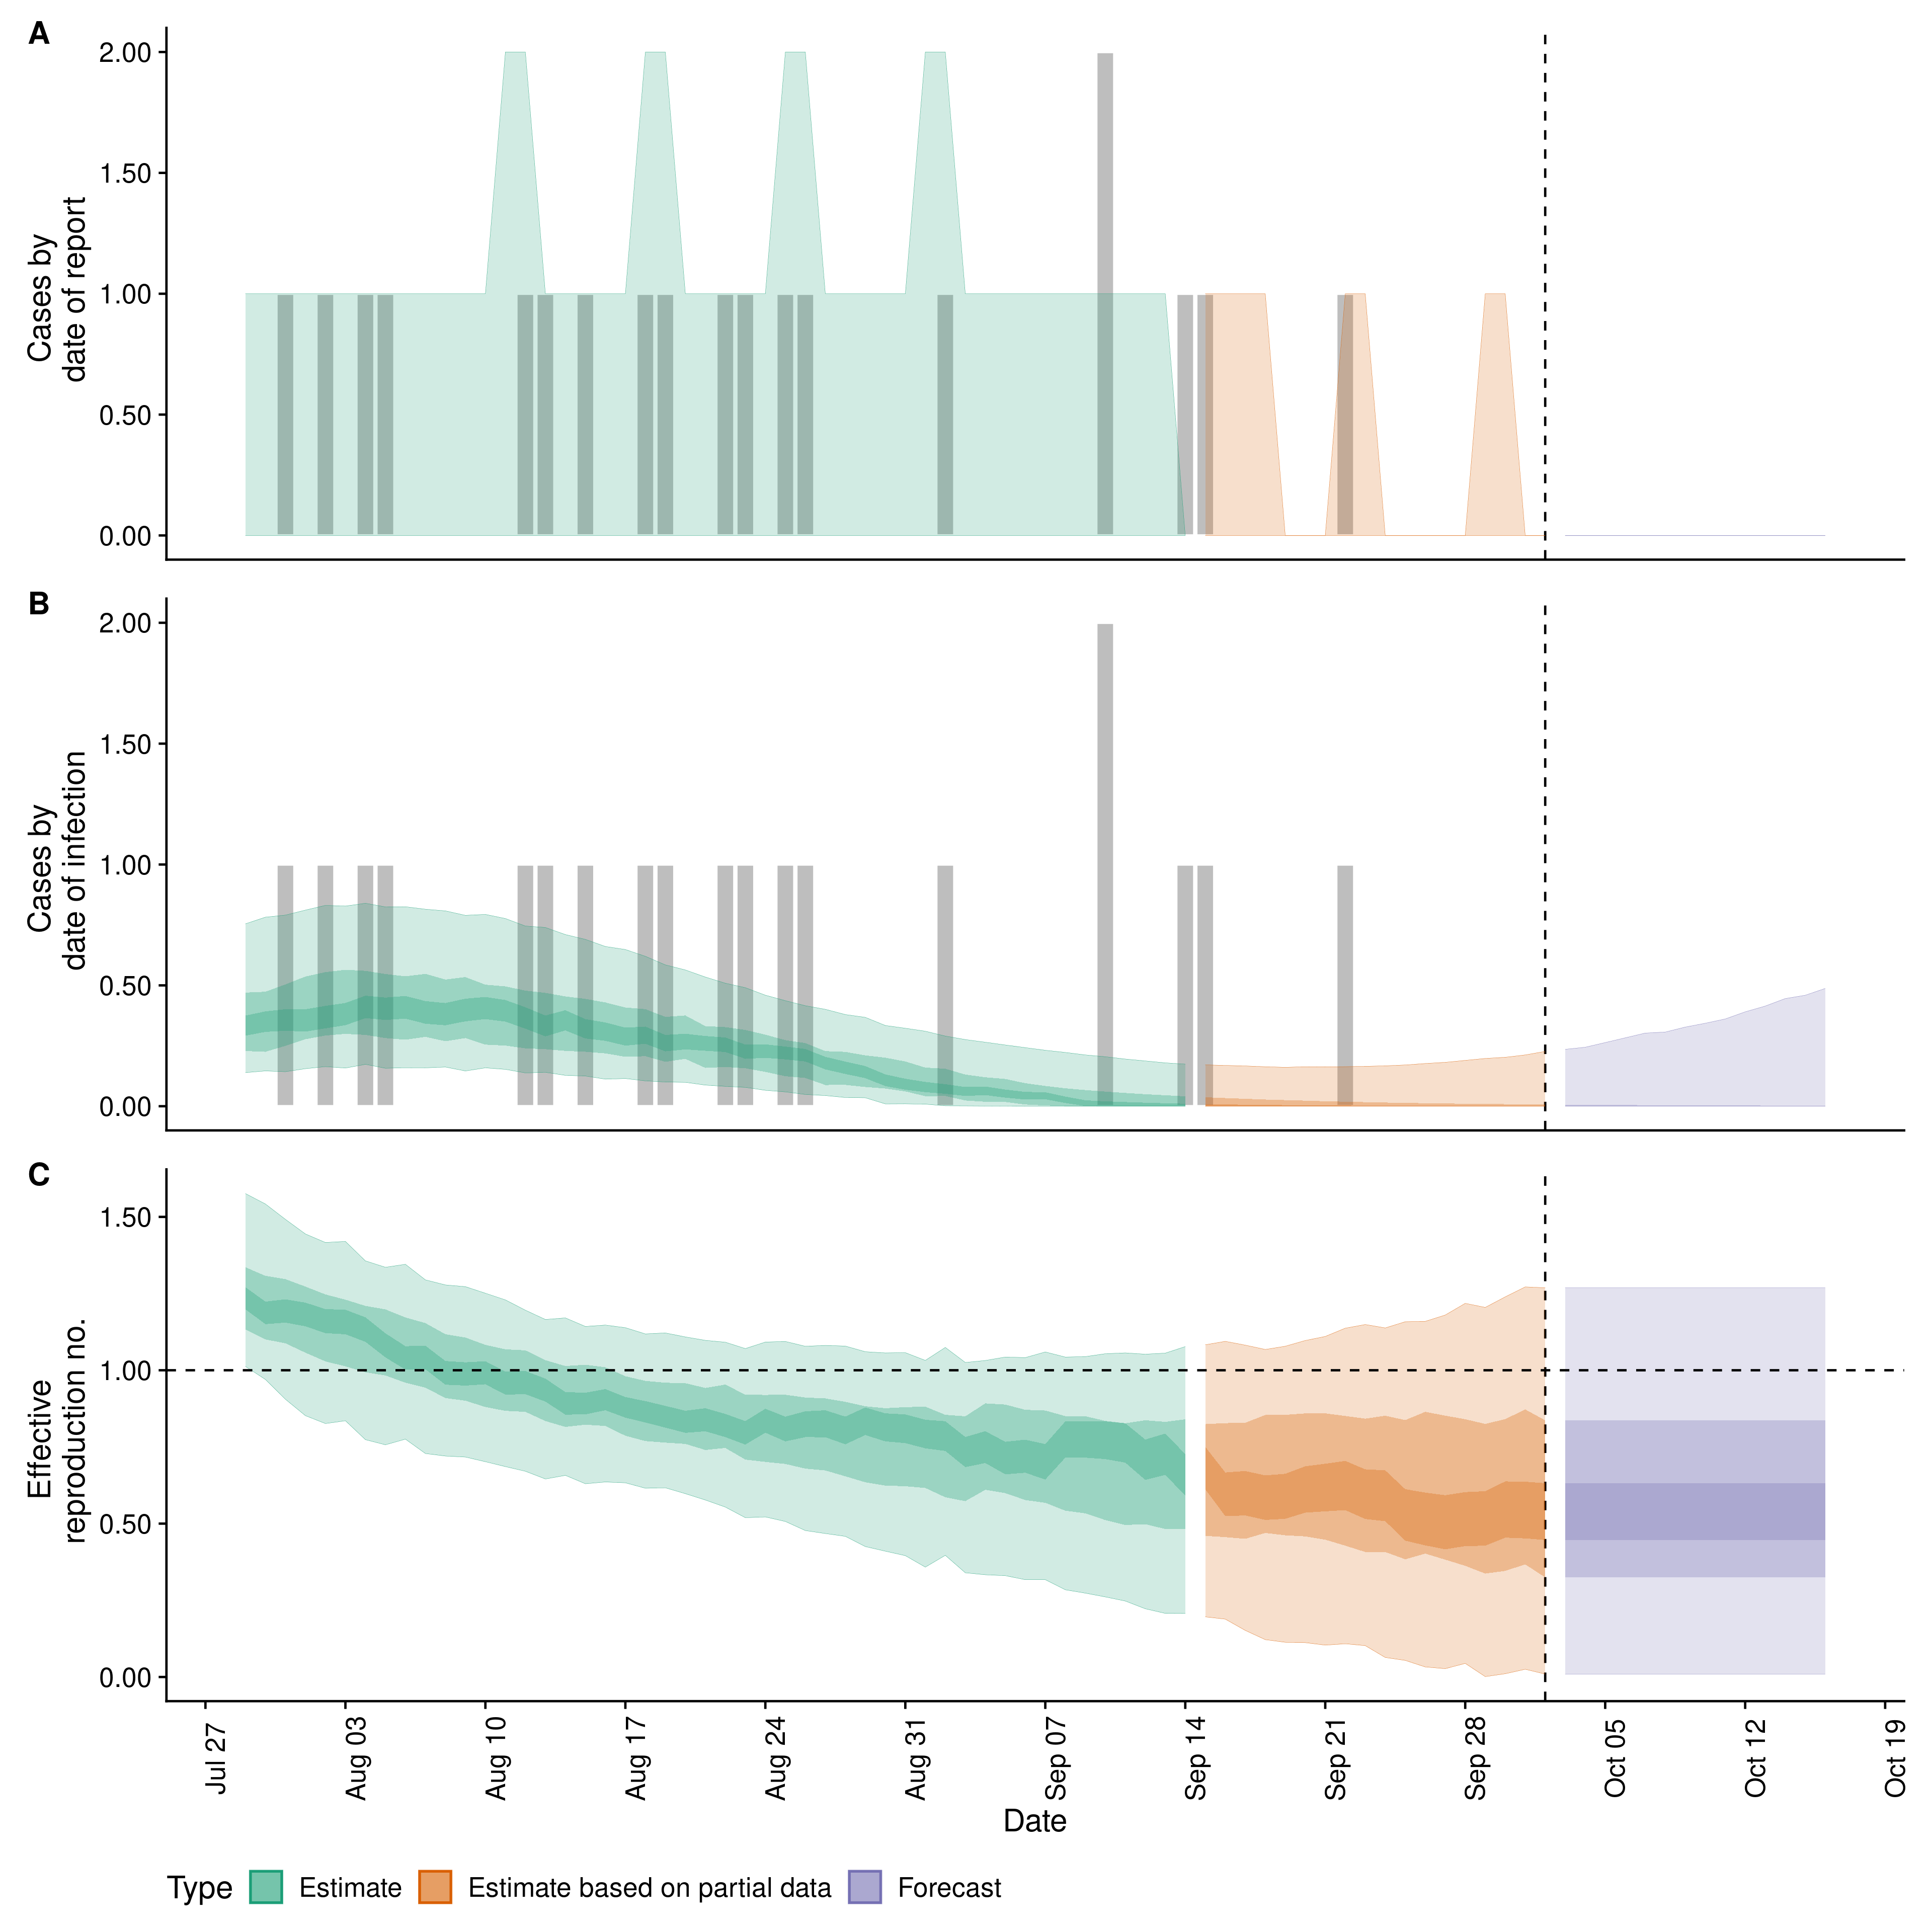 A
2.00
1.50
1.00
0.50
0.00
Cases by
date of report
B
2.00
1.50
1.00
0.50
0.00
Cases by
date of infection
C
1.50
1.00
0.50
0.00
Effective
reproduction no.
Jul 27
Aug 03
Aug 10
Aug 17
Aug 24
Aug 31
Sep 07
Sep 14
Sep 21
Sep 28
Oct 05
Oct 12
Oct 19
Date
Type Estimate Estimate based on partial data Forecast